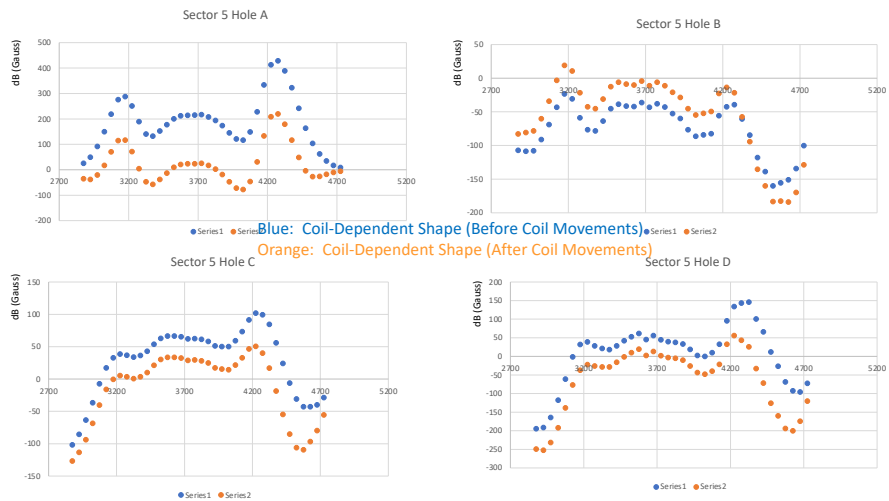 Sector 5 Hole A
dB (Gauss)
500
400
300
200
100
0
-100
-200
2700 3200 3700 4200 4700 5200
Series1 Series2
Sector 5 Hole B
dB (Gauss)
50
0
-50
-100
-150
-200
2700 3200 3700 4200 4700 5200
Series1 Series2
Blue: Coil-Dependent Shape (Before Coil Movements)
Orange: Coil-Dependent Shape (After Coil Movements)
Sector 5 Hole C
dB (Gauss)
150
100
50
0
-50
-100
-150
2700 3200 3700 4200 4700 5200
Series1 Series2
Sector 5 Hole D
dB (Gauss)
200
150
100
50
0
-50
-100
-150
-200
-250
-300
2700 3200 3700 4200 4700 5200
Series1 Series2